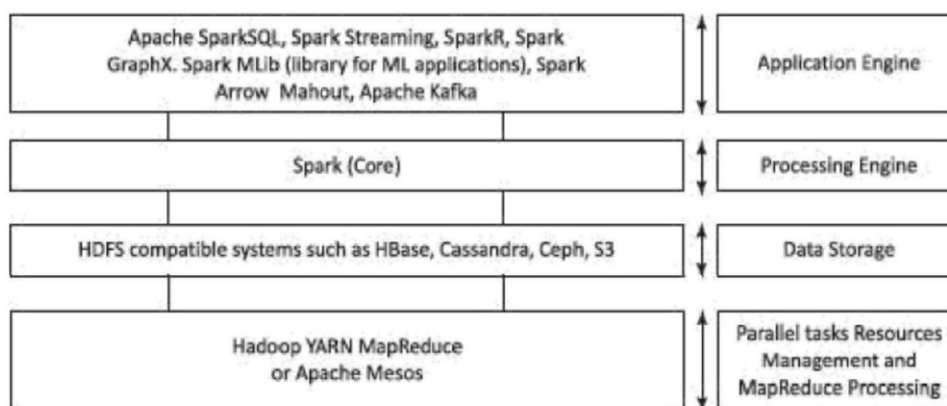 Apache SparkSQL, Spark Streaming, SparkR, Spark
GraphX. Spark MLib (library for ML applications), Spark
Arrow Mahout, Apache Kafka
Application Engine
Spark (Core)
Processing Engine
HDFS compatible systems such as HBase, Cassandra, Ceph, S3
Data Storage
Hadoop YARN MapReduce
or Apache Mesos
Parallel tasks Resources
Management and
MapReduce Processing